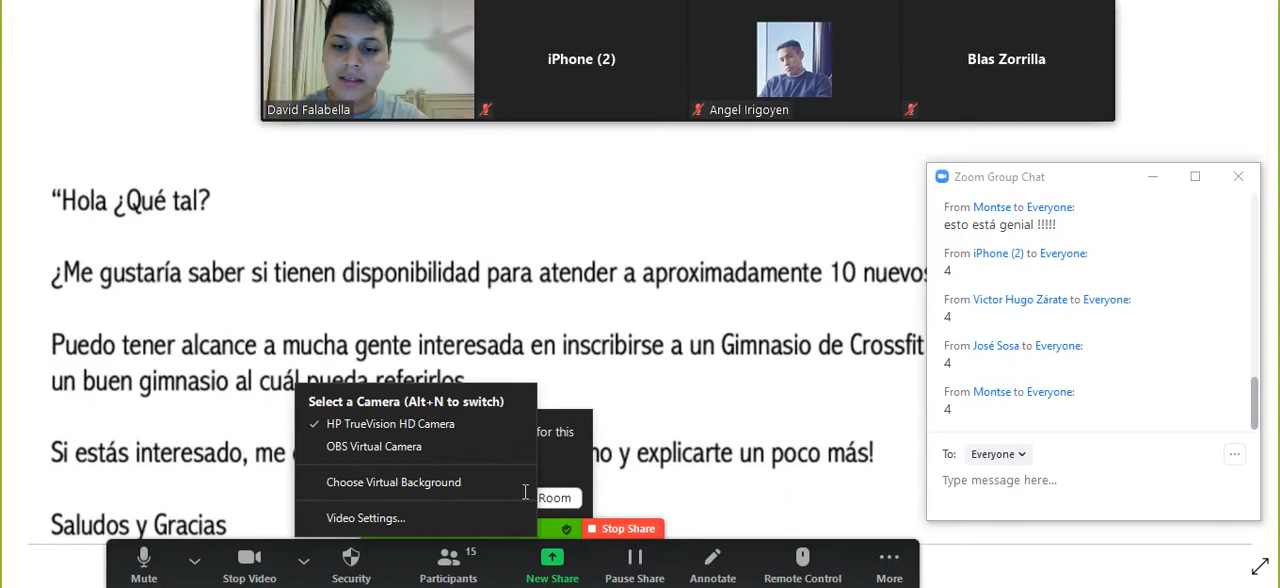 iPhone (2)
Blas Zorrilla
David Falabella
Angel Irigoyen
“Hola ¿Qué tal?
¿Me gustaría saber si tienen disponibilidad para atender a aproximadamente 10 nuevos
Puedo tener alcance a mucha gente interesada en inscribirse a un Gimnasio de Crossfit
un buen gimnasio al cuál pueda referirlos
Si estás interesado, me
no y explicarte un poco más!
Saludos y Gracias
Select a Camera (Alt+N to switch)
HP TrueVision HD Camera
OBS Virtual Camera
Choose Virtual Background
Video Settings...
for this
Room
Stop Share
Zoom Group Chat
From Montse to Everyone:
esto está genial !!!!!
From iPhone (2) to Everyone:
4
From Victor Hugo Zárate to Everyone:
4
From José Sosa to Everyone:
4
From Montse to Everyone:
4
To: Everyone
Type message here...
Mute
Stop Video
Security
Participants
15
New Share
Pause Share
Annotate
Remote Control
More